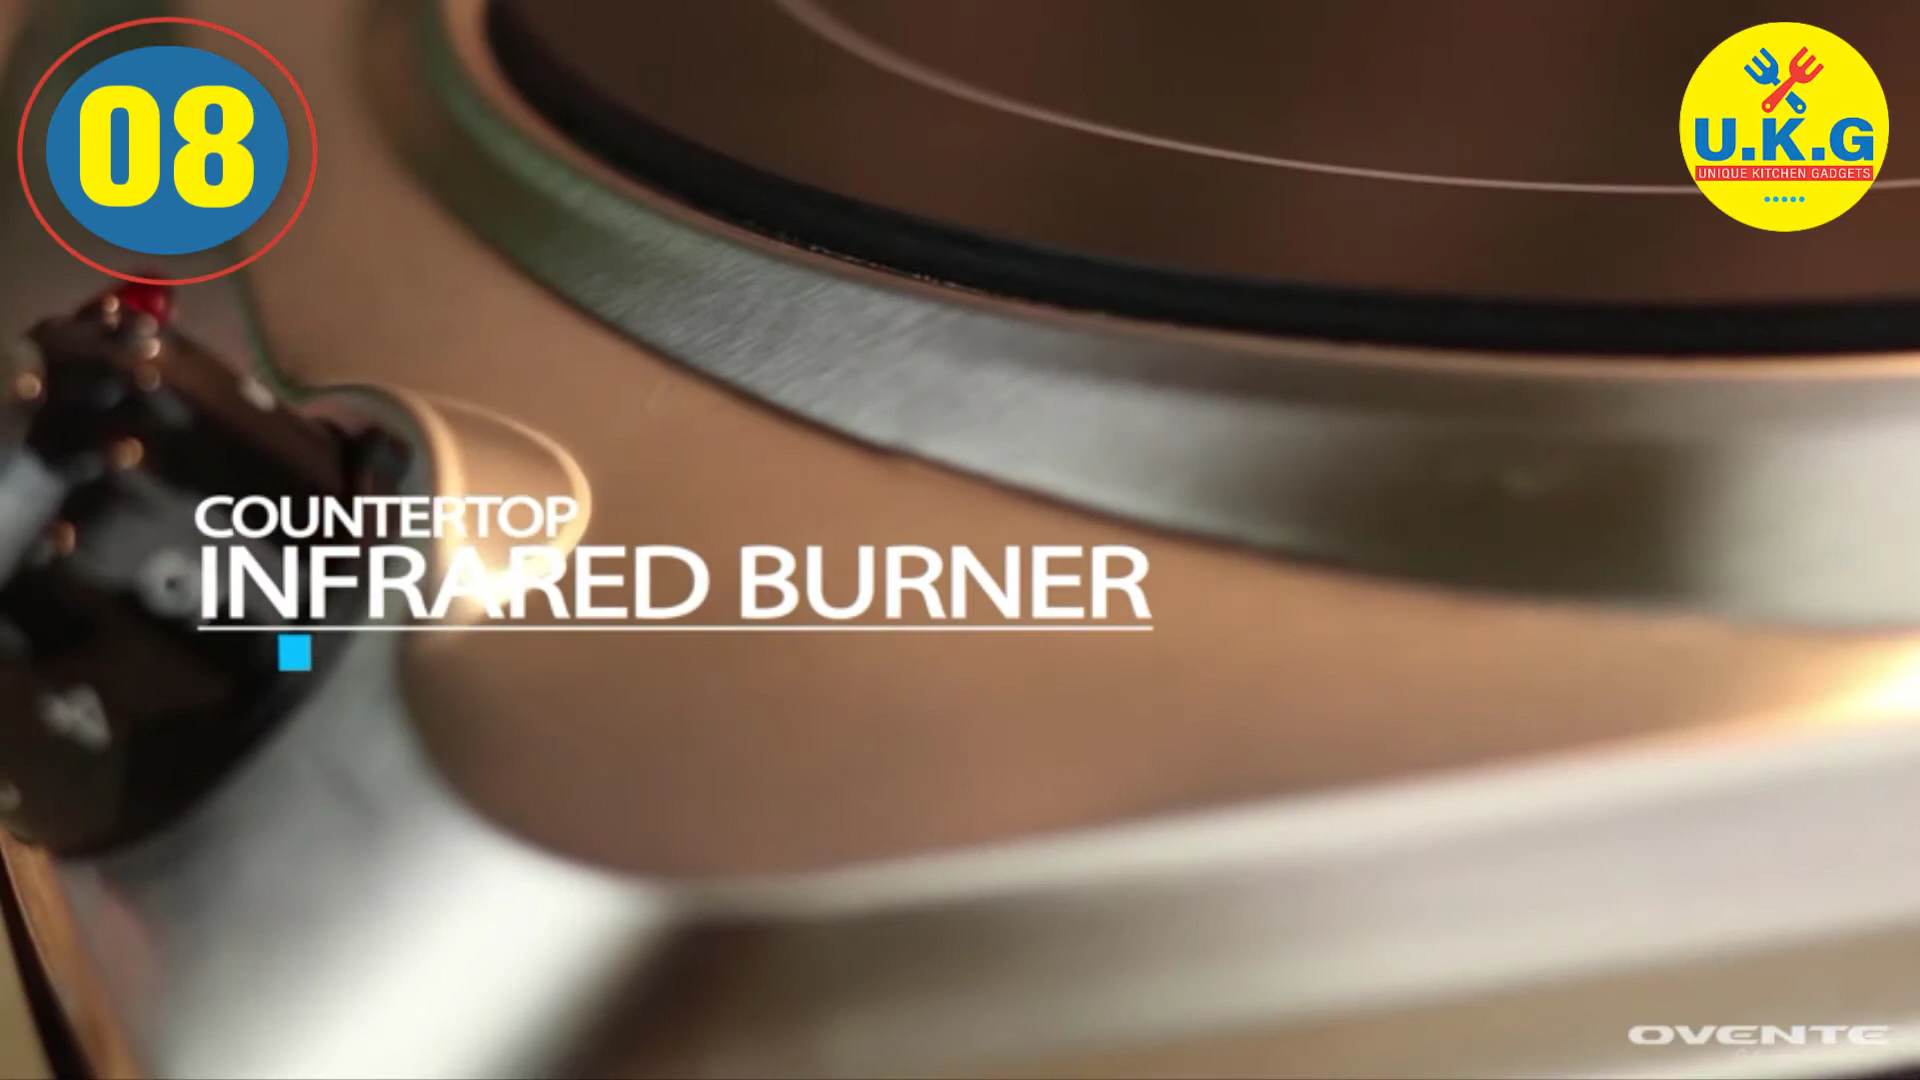 08
U.K.G
UNIQUE KITCHEN GADGETS
COUNTERTOP
INFRARED BURNER
OVENTE